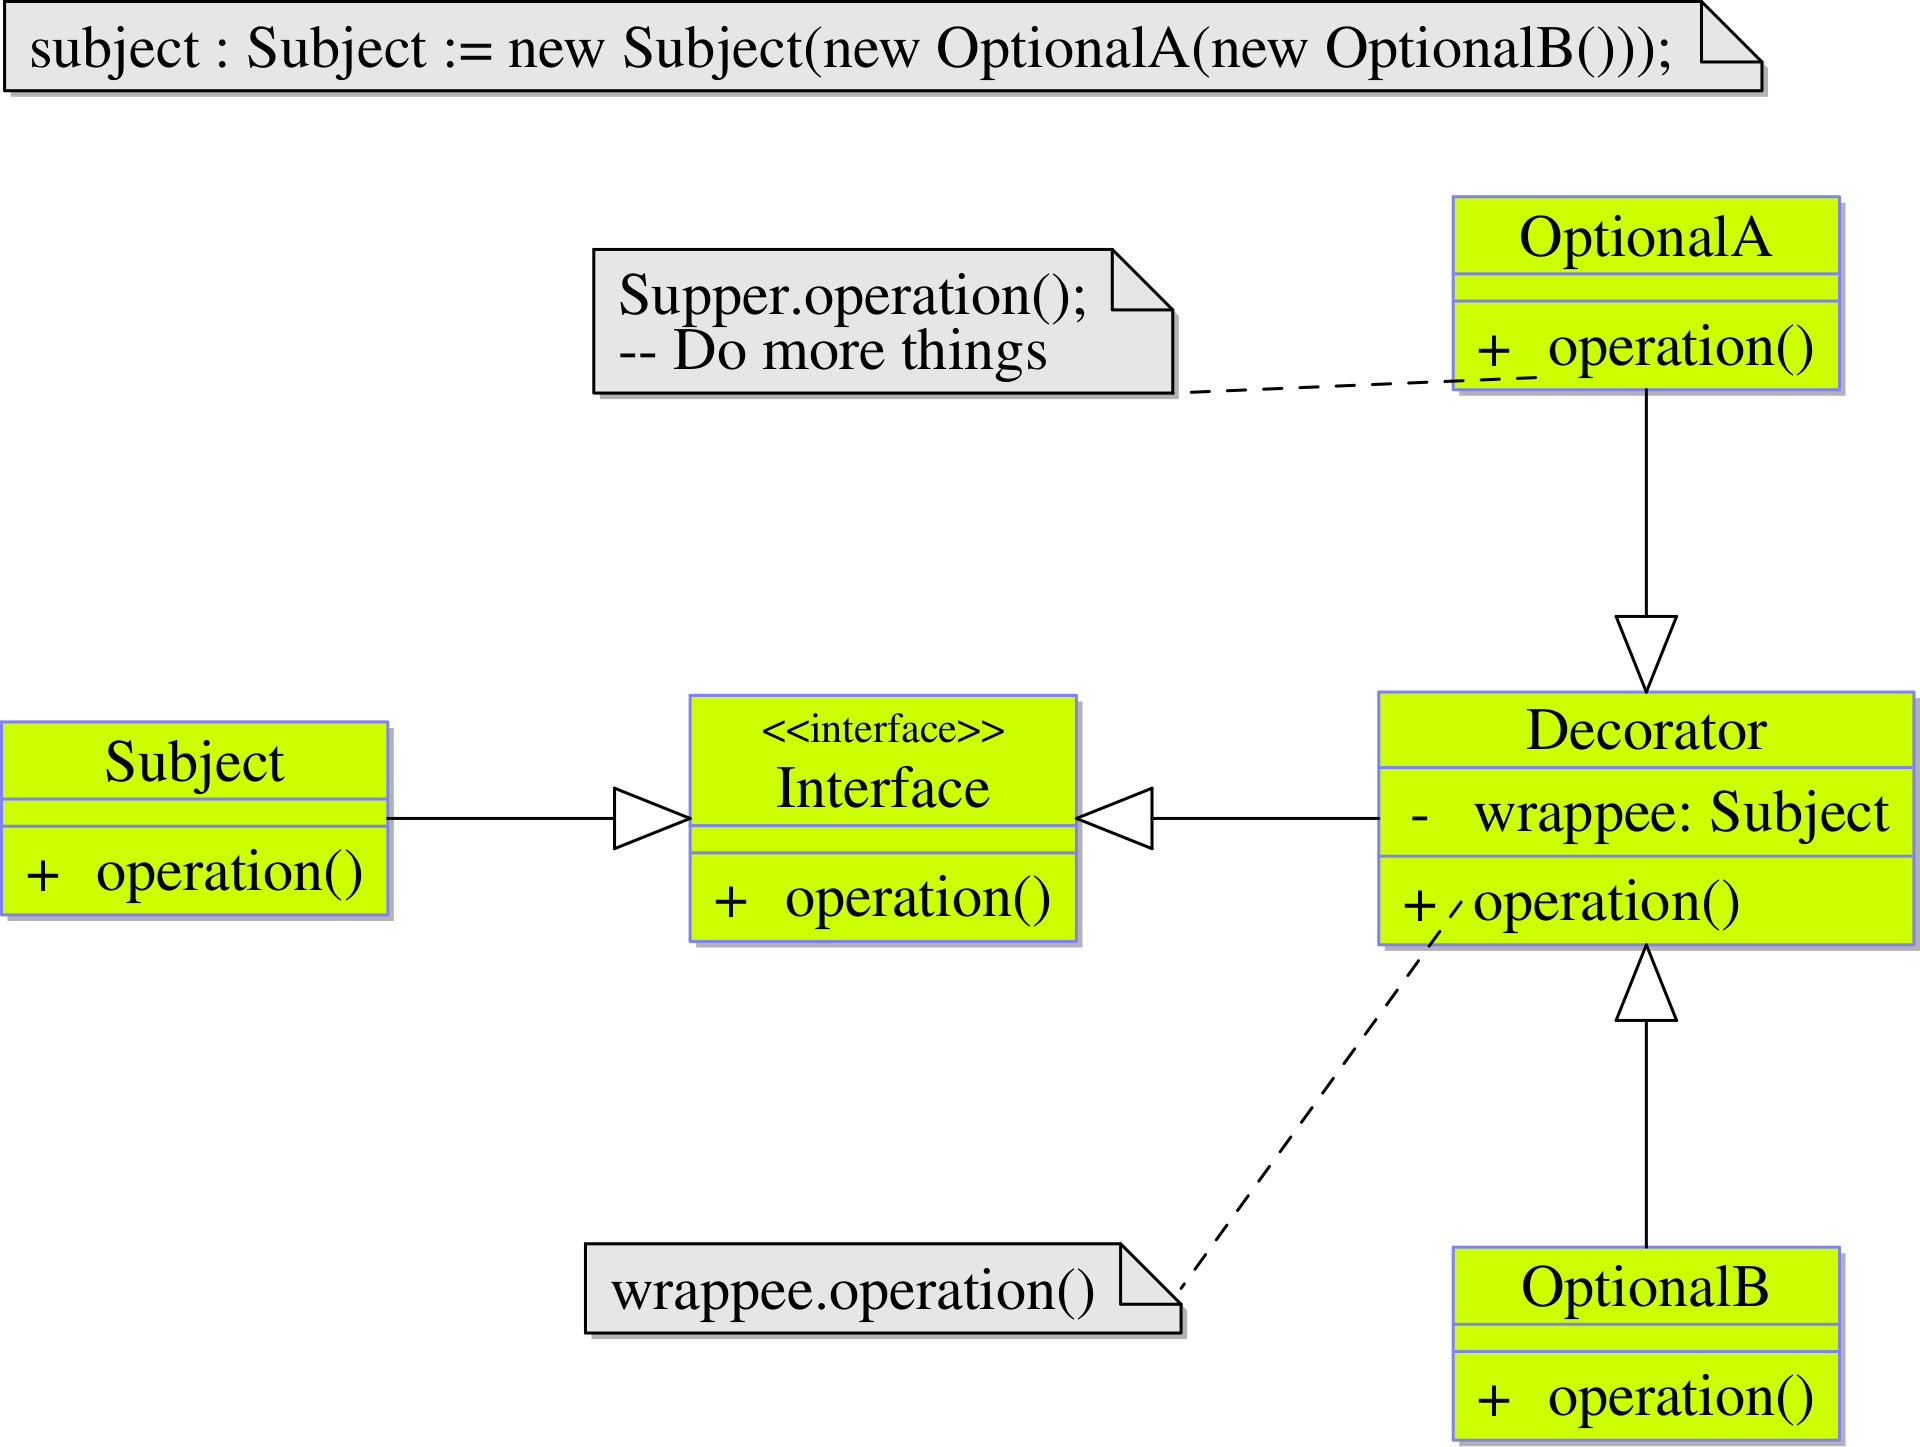 subject : Subject := new Subject(new OptionalA(new OptionalB()));
OptionalA
+ operation()
Supper.operation();
-- Do more things
Subject
+ operation()
<<interface>>
Interface
+ operation()
Decorator
- wrappee: Subject
+ operation()
wrappee.operation()
OptionalB
+ operation()